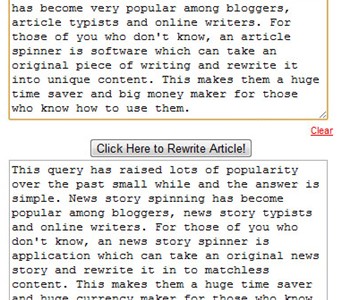 has become very popular among bloggers,
article typists and online writers. For
those of you who don't know, an article
spinner is software which can take an
original piece of writing and rewrite it
into unique content. This makes them a huge
time saver and big money maker for those
who know how to use them.
Clear
Click Here to Rewrite Article!
This query has raised lots of popularity
over the past small while and the answer is
simple. News story spinning has become
popular among bloggers, news story typists
and online writers. For those of you who
don't know, an news story spinner is
application which can take an original news
story and rewrite it in to matchless
content. This makes them a huge time saver
and huge currency maker for those who know